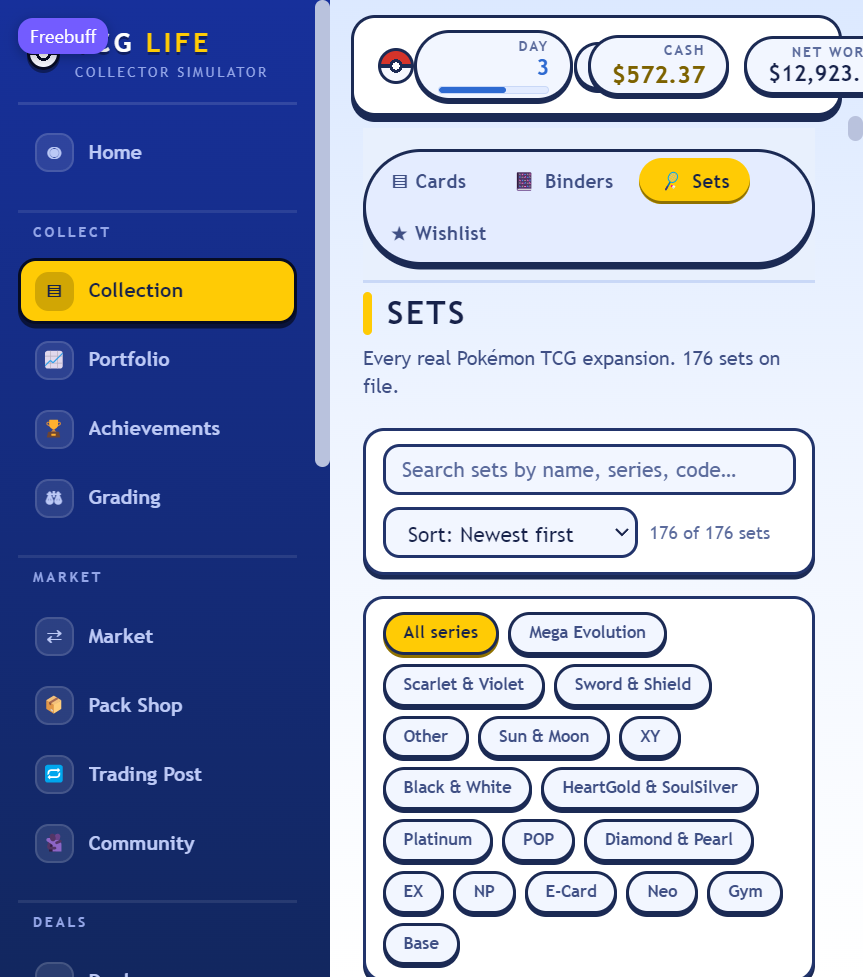 Freebuff
CG LIFE
COLLECTOR SIMULATOR
Home
COLLECT
Collection
Portfolio
Achievements
Grading
MARKET
Market
Pack Shop
Trading Post
Community
DEALS
DAY
3
CASH
$572.37
NET WOR
$12,923.
Cards
Binders
Sets
Wishlist
SETS
Every real Pokémon TCG expansion. 176 sets on
file.
Search sets by name, series, code…
Sort: Newest first
176 of 176 sets
All series
Mega Evolution
Scarlet & Violet
Sword & Shield
Other
Sun & Moon
XY
Black & White
HeartGold & SoulSilver
Platinum
POP
Diamond & Pearl
EX
NP
E-Card
Neo
Gym
Base